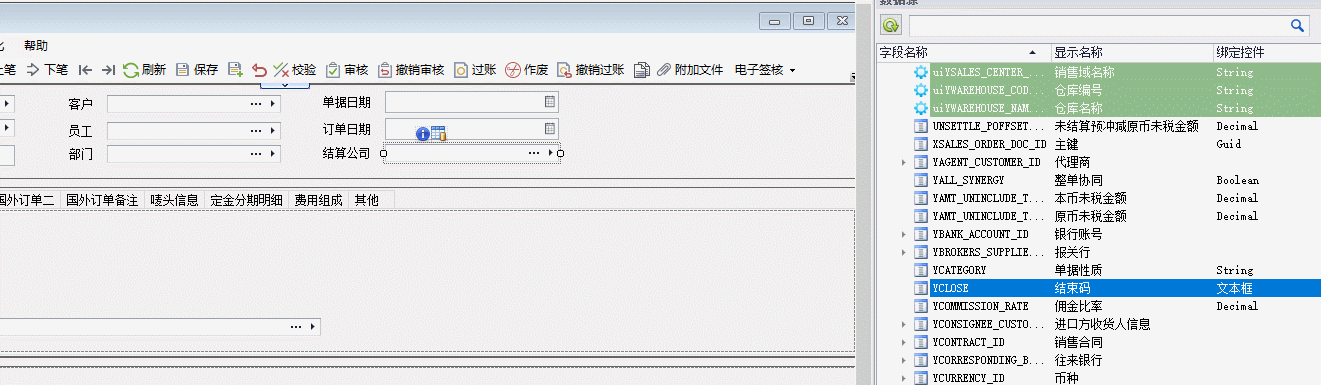 数据源
帮助
上笔 下笔 刷新 保存 校验 审核 撤销审核 过账 作废 撤销过账 附加文件 电子签核
客户 单据日期
员工 订单日期
部门 结算公司
国外订单二 国外订单备注 唛头信息 定金分期明细 费用组成 其他
字段名称 显示名称 绑定控件
uiYSALES_CENTER_... 销售域名称 String
uiYWAREHOUSE_COD... 仓库编号 String
uiYWAREHOUSE_NAM... 仓库名称 String
UNSETTLE_POFFSET... 未结算预冲减原币未税金额 Decimal
XSALES_ORDER_DOC_ID 主键 Guid
YAGENT_CUSTOMER_ID 代理商
YALL_SYNERGY 整单协同 Boolean
YAMT_UNINCLUDE_T... 本币未税金额 Decimal
YAMT_UNINCLUDE_T... 原币未税金额 Decimal
YBANK_ACCOUNT_ID 银行账号
YBROKERS_SUPPLIE... 报关行
YCATEGORY 单据性质 String
YCLOSE 结束码 文本框
YCOMMISSION_RATE 佣金比率 Decimal
YCONSIGNEE_CUSTO... 进口方收货人信息
YCONTRACT_ID 销售合同
YCORRESPONDING_B... 往来银行
YCURRENCY_ID 币种